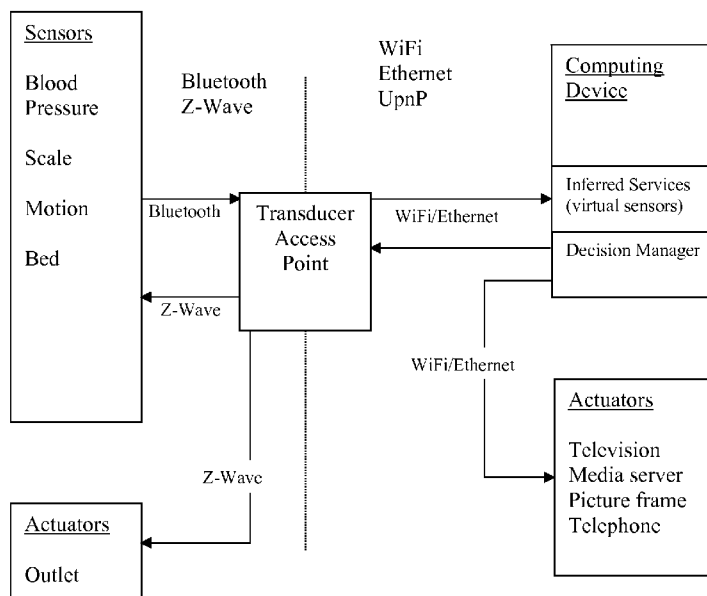 Sensors
Blood
Pressure
Scale
Motion
Bed
Bluetooth
Z-Wave
WiFi
Ethernet
UpnP
Computing
Device
Inferred Services
(virtual sensors)
Decision Manager
Bluetooth
Transducer
Access
Point
WiFi/Ethernet
Z-Wave
WiFi/Ethernet
Z-Wave
Actuators
Outlet
Actuators
Television
Media server
Picture frame
Telephone